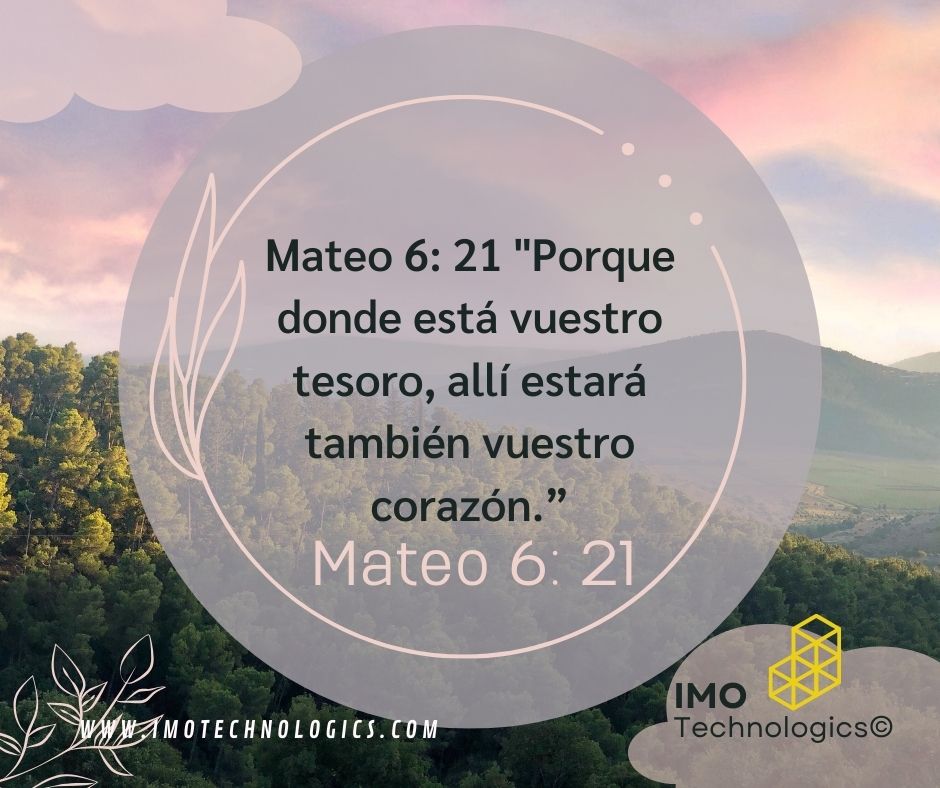 Mateo 6: 21 "Porque
donde está vuestro
tesoro, allí estará
también vuestro
corazón.”
Mateo 6: 21
IMO
Technologics©
WWW.IMOTECHNOLOGICS.COM